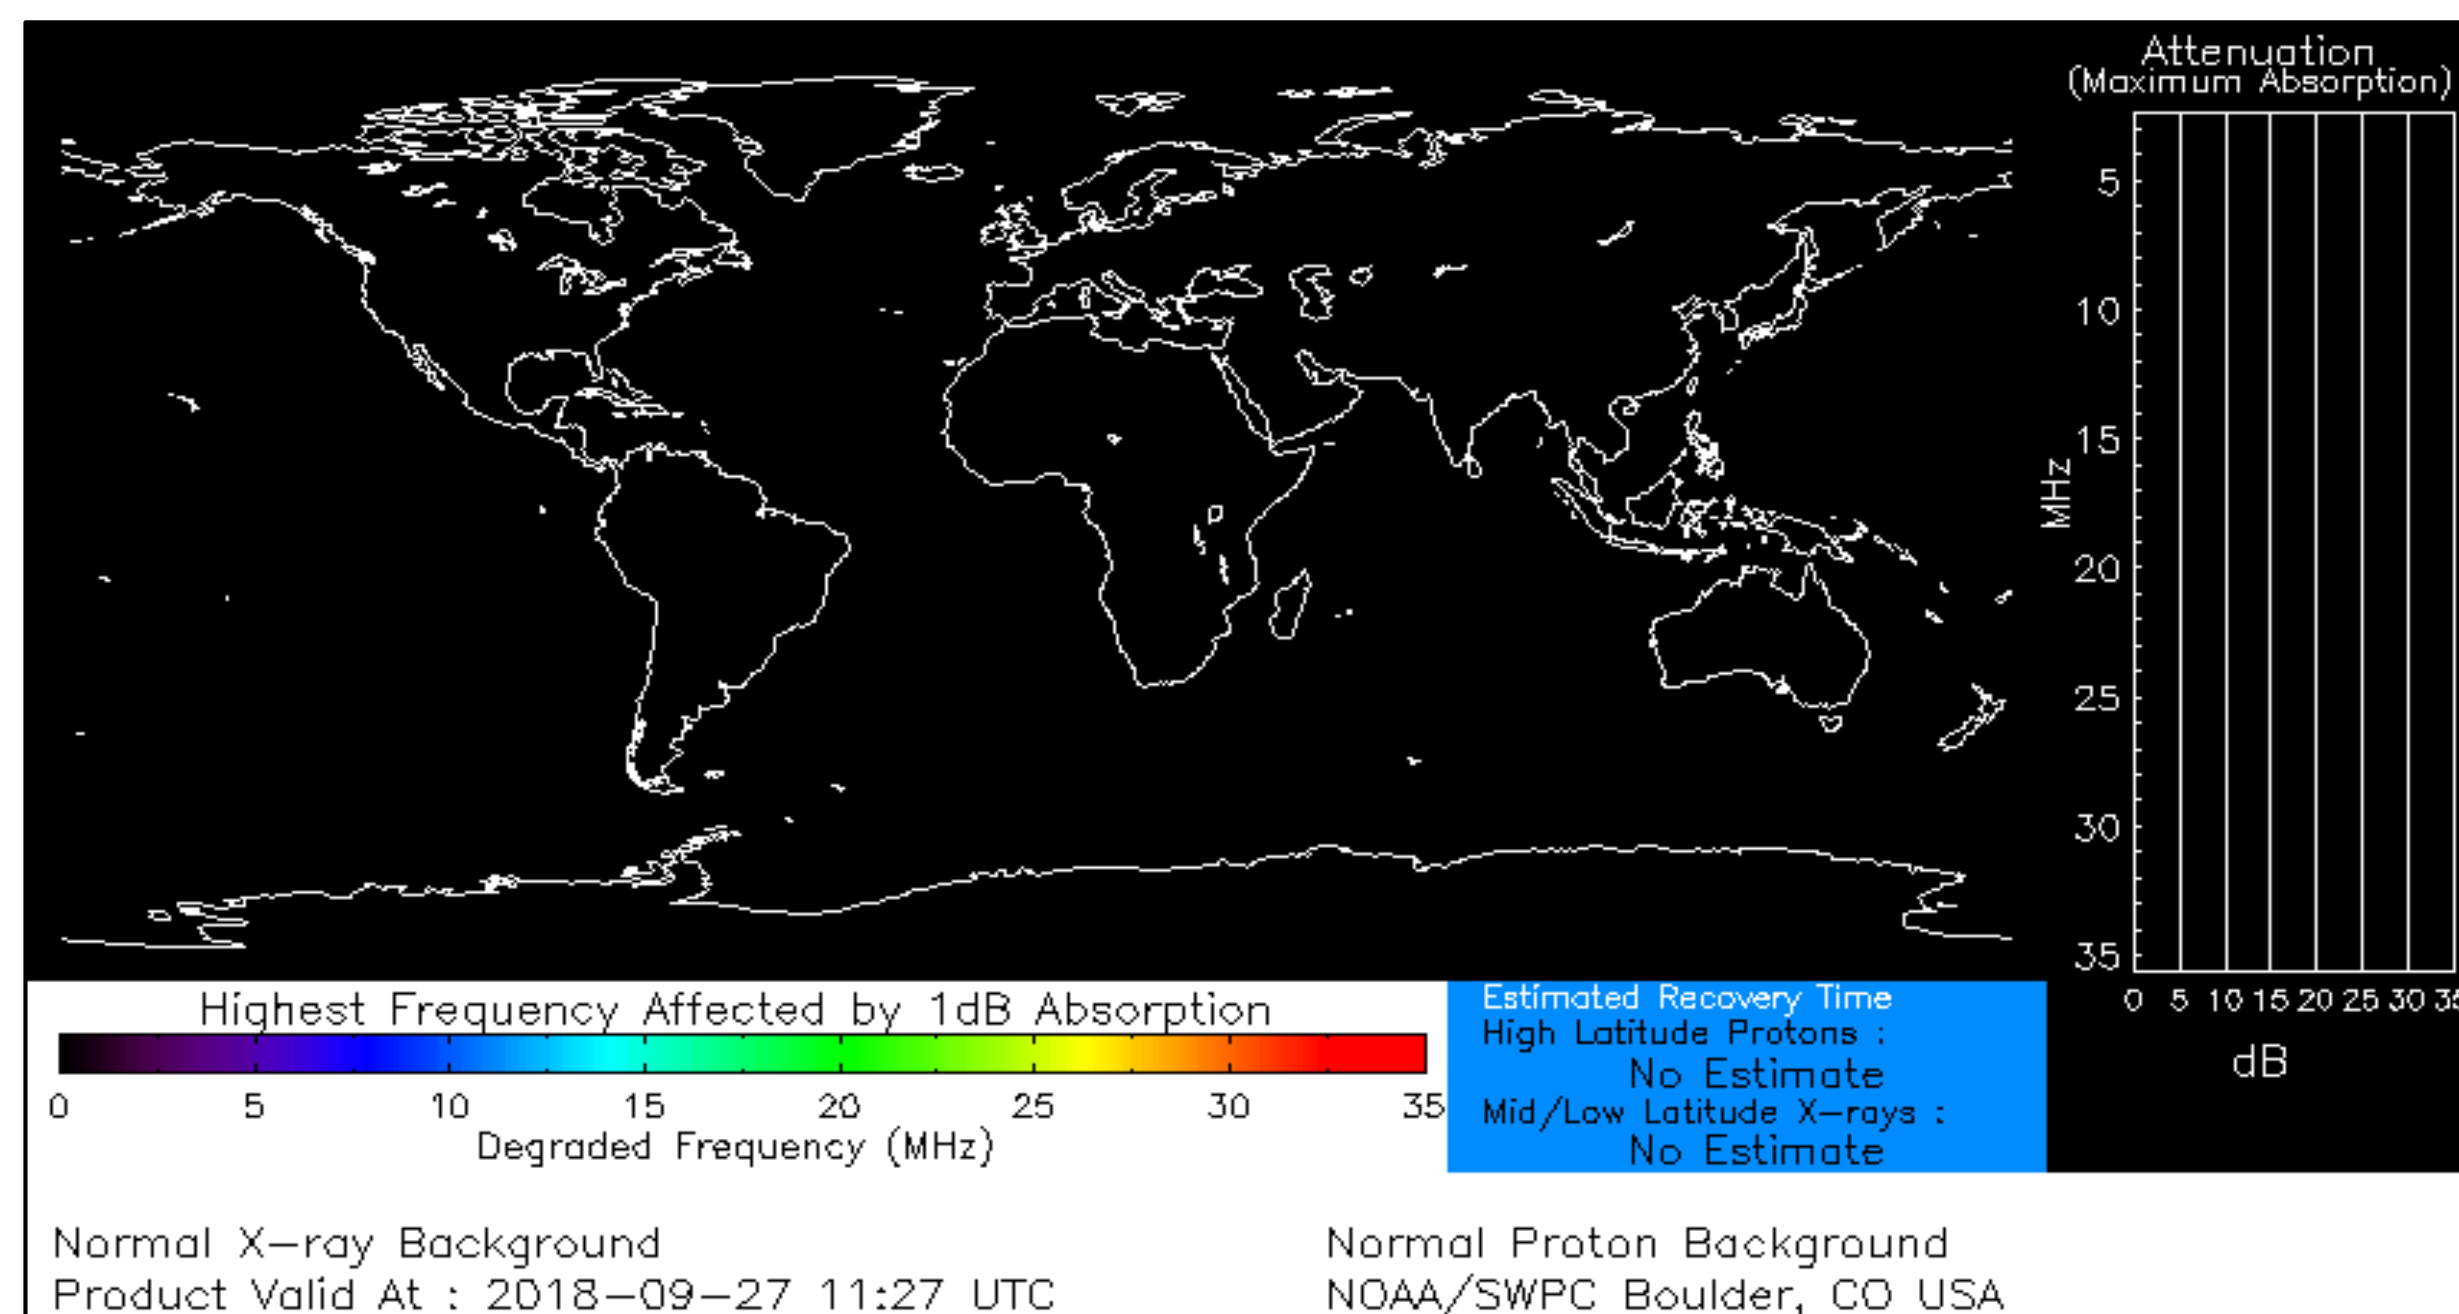 Attenuation
(Maximum Absorption)
5
10
15
20
25
30
35
MHz
0 5 10 15 20 25 30
dB
Highest Frequency Affected by 1dB Absorption
0 5 10 15 20 25 30 35
Degraded Frequency (MHz)
Estimated Recovery Time
High Latitude Protons :
No Estimate
Mid/Low Latitude X-rays :
No Estimate
Normal X-ray Background
Product Valid At : 2018-09-27 11:27 UTC
Normal Proton Background
NOAA/SWPC Boulder, CO USA